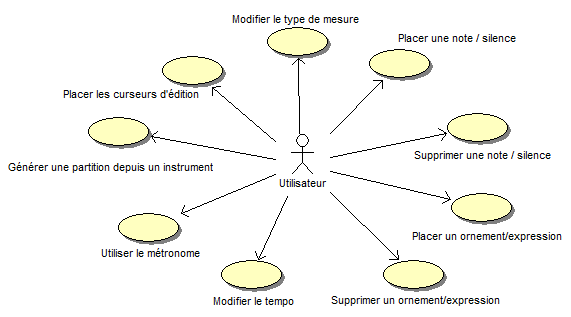 Modifier le type de mesure
Placer une note / silence
Placer les curseurs d'édition
Supprimer une note / silence
Générer une partition depuis un instrument
Utilisateur
Placer un ornement/expression
Utiliser le métronome
Modifier le tempo
Supprimer un ornement/expression